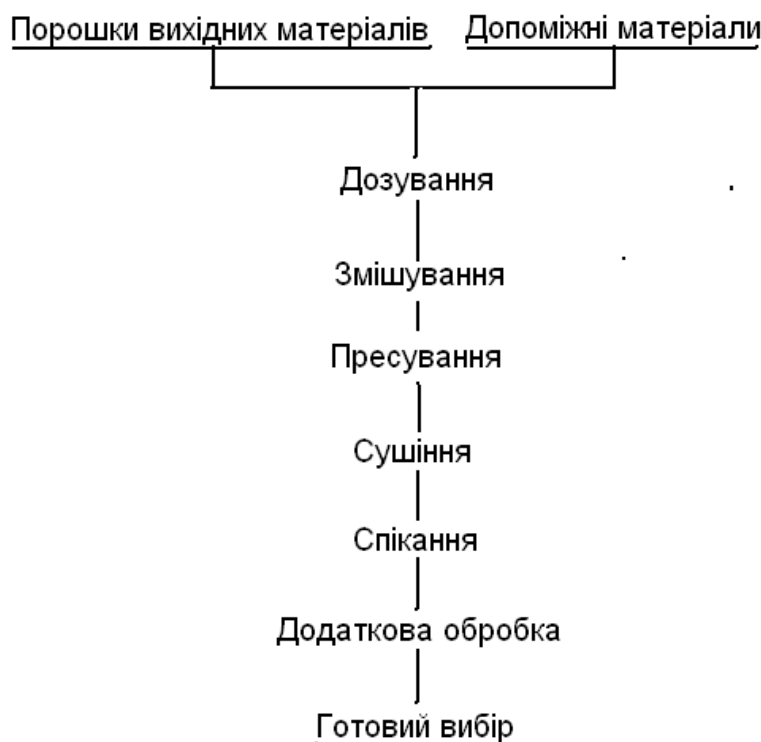 Порошки вихідних матеріалів Допоміжні матеріали
Дозування
Змішування
Пресування
Сушіння
Спікання
Додаткова обробка
Готовий вибір